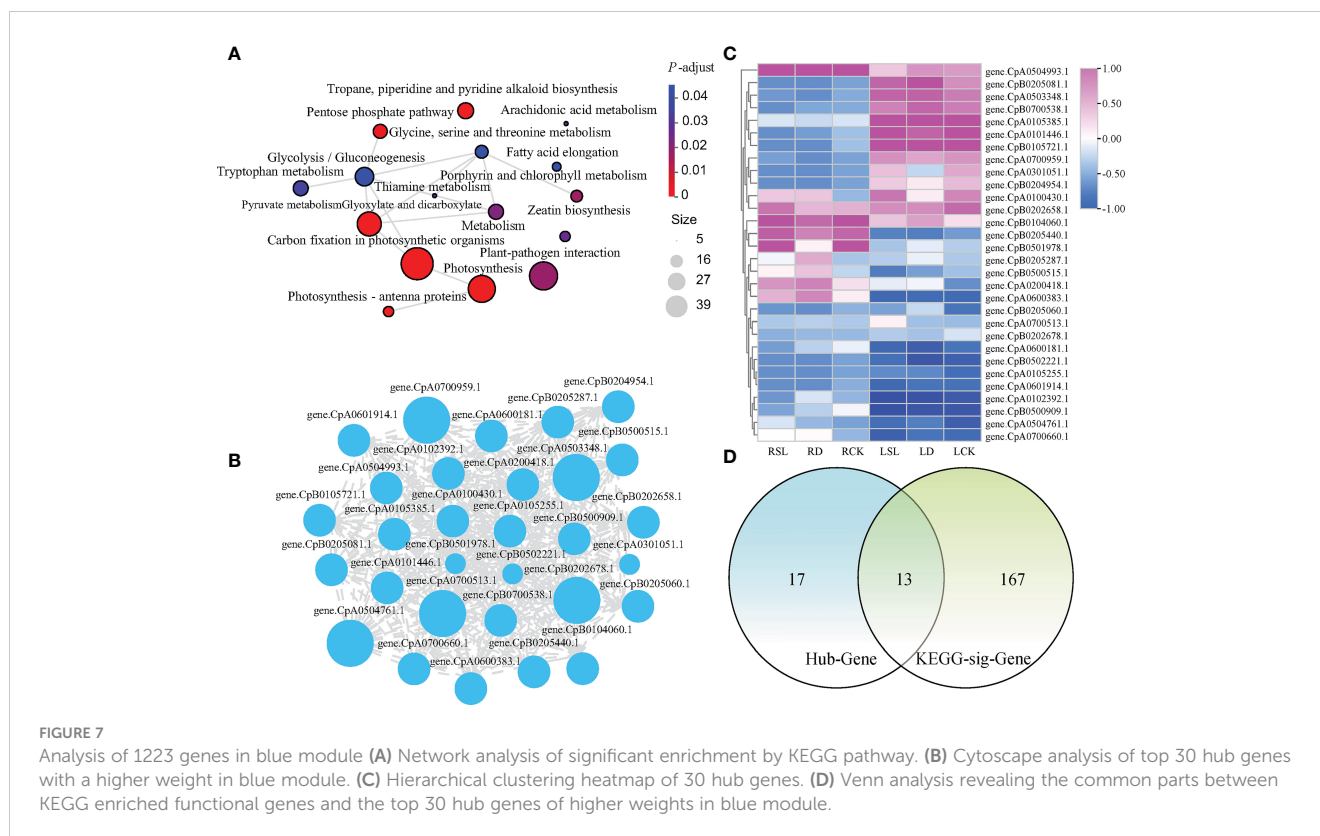 A
Tropane, piperidine and pyridine alkaloid biosynthesis
Pentose phosphate pathway
Arachidonic acid metabolism
Glycine, serine and threonine metabolism
Glycolysis / Gluconeogenesis
Fatty acid elongation
Tryptophan metabolism
Porphyrin and chlorophyll metabolism
Thiamine metabolism
Pyruvate metabolism
Glyoxylate and dicarboxylate
Zeatin biosynthesis
Metabolism
Carbon fixation in photosynthetic organisms
Plant-pathogen interaction
Photosynthesis
Photosynthesis - antenna proteins
P-adjust
0.04
0.03
0.02
0.01
0
Size
5
16
27
39
B
gene.CpB0204954.1
gene.CpA0700959.1
gene.CpB0205287.1
gene.CpA0601914.1
gene.CpA0600181.1
gene.CpB0500515.1
gene.CpA0102392.1
gene.CpA0503348.1
gene.CpA0504993.1
gene.CpA0200418.1
gene.CpB0105721.1
gene.CpA0100430.1
gene.CpB0202658.1
gene.CpA0105385.1
gene.CpA0105255.1
gene.CpB0500909.1
gene.CpB0205081.1
gene.CpB0501978.1
gene.CpA0301051.1
gene.CpA0101446.1
gene.CpB0502221.1
gene.CpB0202678.1
gene.CpA0700513.1
gene.CpB0205060.1
gene.CpB0700538.1
gene.CpA0504761.1
gene.CpB0104060.1
gene.CpA0700660.1
gene.CpB0205440.1
gene.CpA0600383.1
C
gene.CpA0504993.1
gene.CpB0205081.1
gene.CpA0503348.1
gene.CpB0700538.1
gene.CpA0105385.1
gene.CpA0101446.1
gene.CpB0105721.1
gene.CpA0700959.1
gene.CpA0301051.1
gene.CpB0204954.1
gene.CpA0100430.1
gene.CpB0202658.1
gene.CpB0104060.1
gene.CpB0205440.1
gene.CpB0501978.1
gene.CpB0205287.1
gene.CpB0500515.1
gene.CpA0200418.1
gene.CpA0600383.1
gene.CpB0205060.1
gene.CpA0700513.1
gene.CpB0202678.1
gene.CpA0600181.1
gene.CpB0502221.1
gene.CpA0105255.1
gene.CpA0601914.1
gene.CpA0102392.1
gene.CpB0500909.1
gene.CpA0504761.1
gene.CpA0700660.1
RSL RD RCK LSL LD LCK
1.00
0.50
0.00
-0.50
-1.00
D
17
13
167
Hub-Gene
KEGG-sig-Gene
FIGURE 7
Analysis of 1223 genes in blue module (A) Network analysis of significant enrichment by KEGG pathway. (B) Cytoscape analysis of top 30 hub genes
with a higher weight in blue module. (C) Hierarchical clustering heatmap of 30 hub genes. (D) Venn analysis revealing the common parts between
KEGG enriched functional genes and the top 30 hub genes of higher weights in blue module.